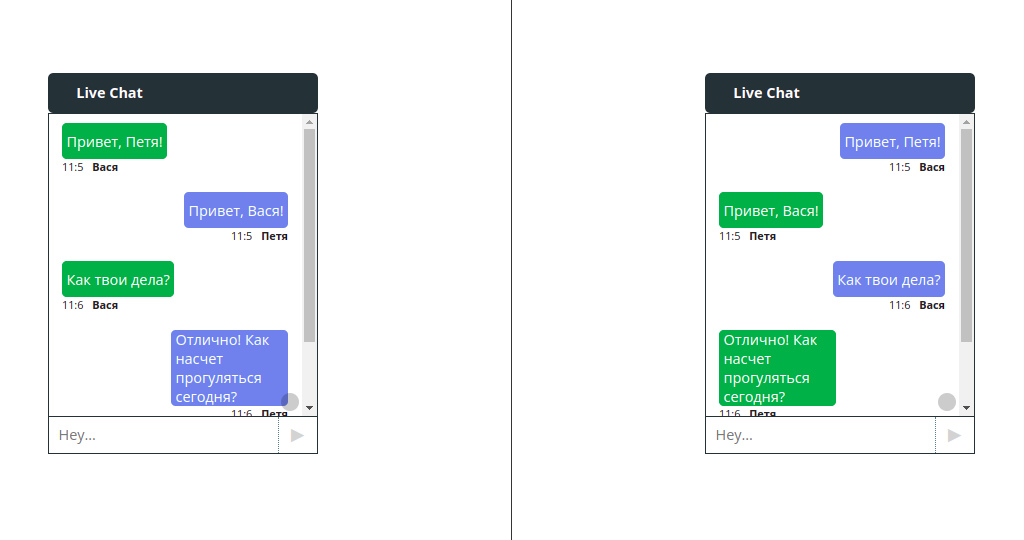 Live Chat
Привет, Петя!
11:5 Вася
Привет, Вася!
11:5 Петя
Как твои дела?
11:6 Вася
Отлично! Как
насчет
прогуляться
сегодня?
11:6 Петя
Hey...
Live Chat
Привет, Петя!
11:5 Вася
Привет, Вася!
11:5 Петя
Как твои дела?
11:6 Вася
Отлично! Как
насчет
прогуляться
сегодня?
11:6 Петя
Hey...